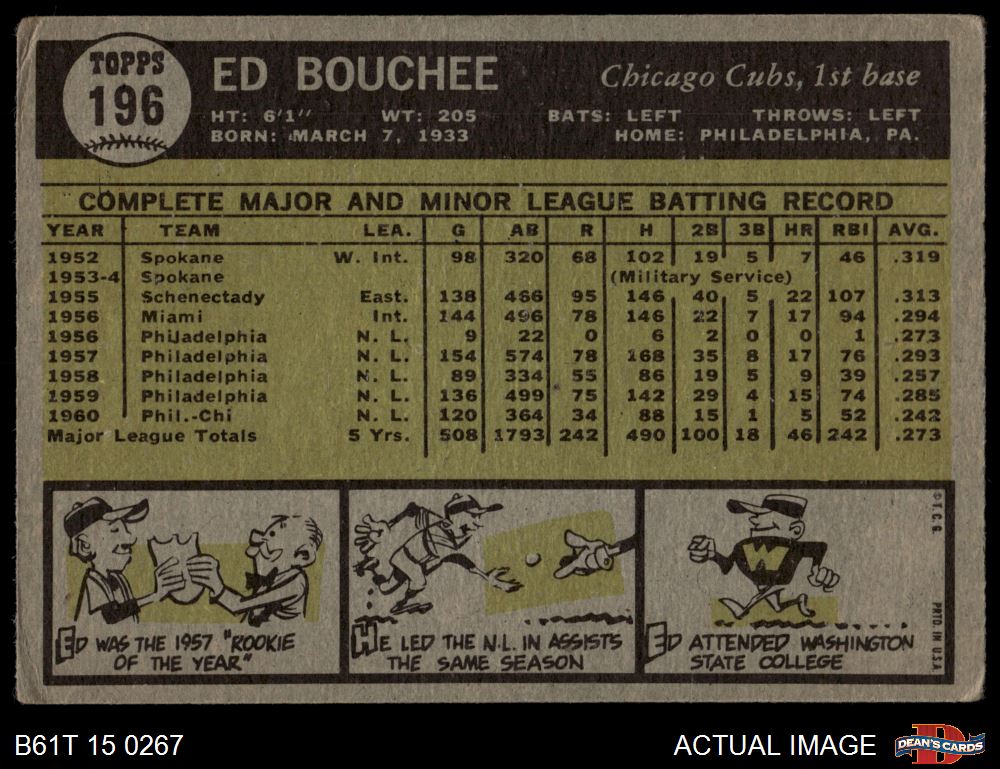 TOPPS
196
ED BOUCHEE
Chicago Cubs, 1st base
HT: 6'1" WT: 205 BATS: LEFT THROWS: LEFT
BORN: MARCH 7, 1933 HOME: PHILADELPHIA, PA.
COMPLETE MAJOR AND MINOR LEAGUE BATTING RECORD
YEAR TEAM LEA. G AB R H 2B 3B HR RBI AVG.
1952 Spokane W. Int. 98 320 68 102 19 5 7 46 .319
1953-4 Spokane (Military Service)
1955 Schenectady East. 138 466 95 146 40 5 22 107 .313
1956 Miami Int. 144 496 78 146 22 7 17 94 .294
1956 Philadelphia N. L. 9 22 0 6 2 0 0 1 .273
1957 Philadelphia N. L. 154 574 78 168 35 8 17 76 .293
1958 Philadelphia N. L. 89 334 55 86 19 5 9 39 .257
1959 Philadelphia N. L. 136 499 75 142 29 4 15 74 .285
1960 Phil.-Chi N. L. 120 364 34 88 15 1 5 52 .242
Major League Totals 5 Yrs. 508 1793 242 490 100 18 46 242 .273
W
ED WAS THE 1957 "ROOKIE
OF THE YEAR"
HE LED THE N.L. IN ASSISTS
THE SAME SEASON
ED ATTENDED WASHINGTON
STATE COLLEGE
© T. C. G.
PRTD. IN U.S.A.
B61T 15 0267
ACTUAL IMAGE
D
DEAN'S CARDS